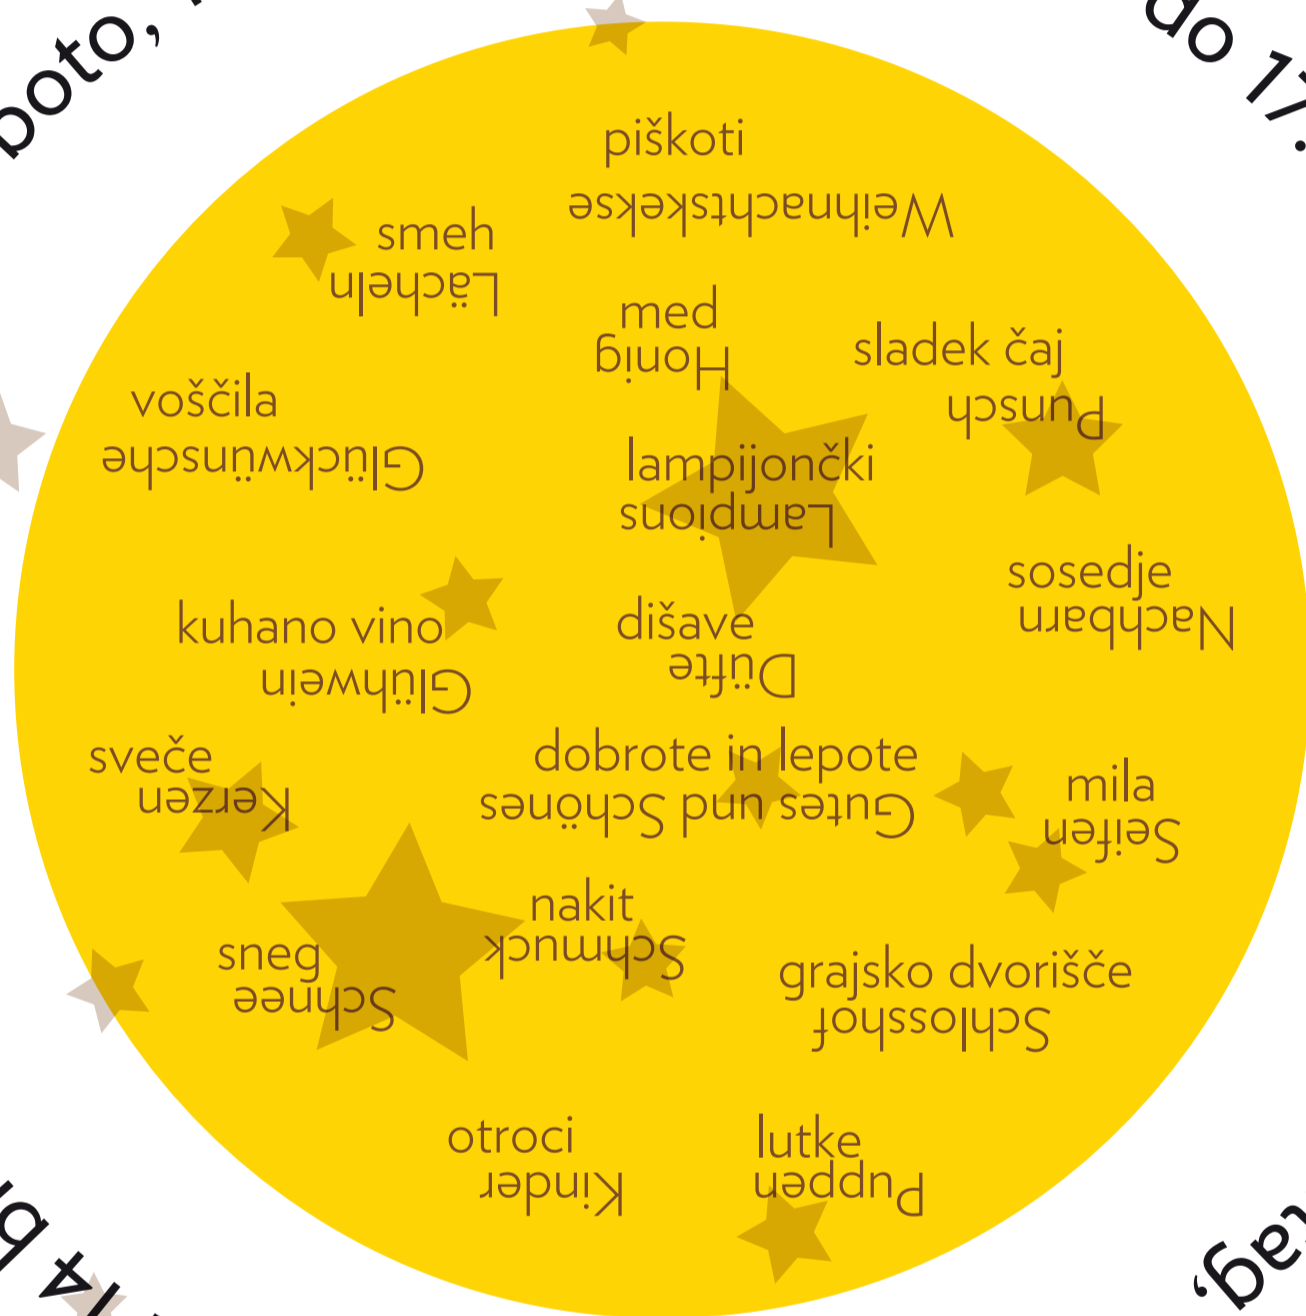 boto,
do 17.
piškoti
Weihnachtskekse
smeh
Lächeln
med
Honig
sladek čaj
Punsch
voščila
Glückwünsche
lampijončki
Lampions
sosedje
Nachbarn
kuhano vino
Glühwein
dišave
Düfte
sveče
Kerzen
dobrote in lepote
Gutes und Schönes
mila
Seifen
nakit
Schmuck
sneg
Schnee
grajsko dvorišče
Schlosshof
otroci
Kinder
lutke
Puppen
14 b
tag,